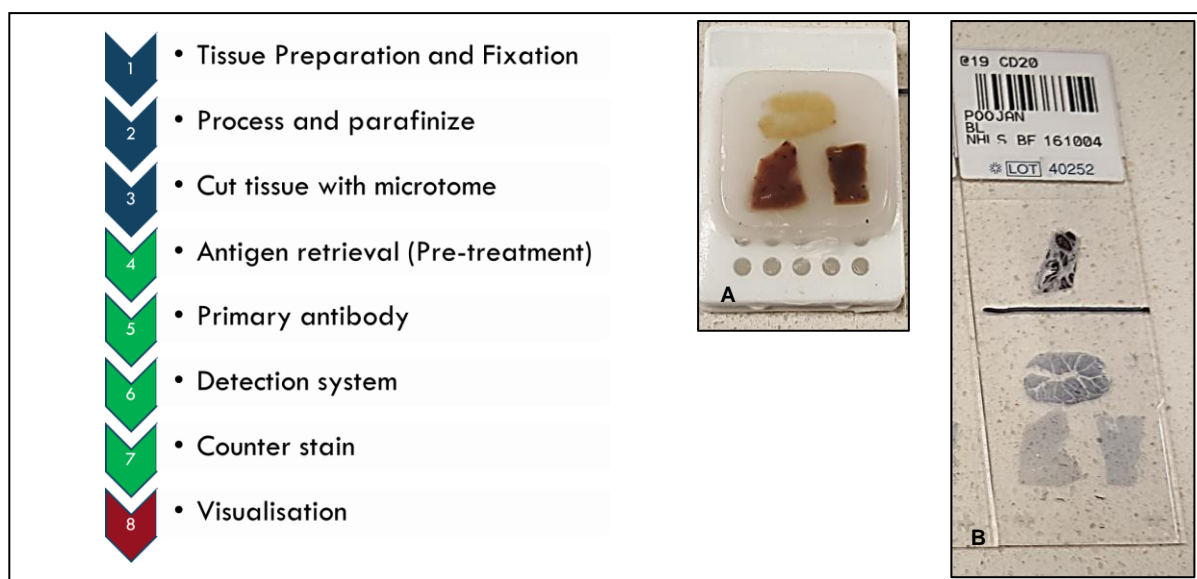 1 • Tissue Preparation and Fixation
2 • Process and parafinize
3 • Cut tissue with microtome
4 • Antigen retrieval (Pre-treatment)
5 • Primary antibody
6 • Detection system
7 • Counter stain
8 • Visualisation
A
@19 CD20
POOJAN
BL
NHLS BF 161004
LOT 40252
B